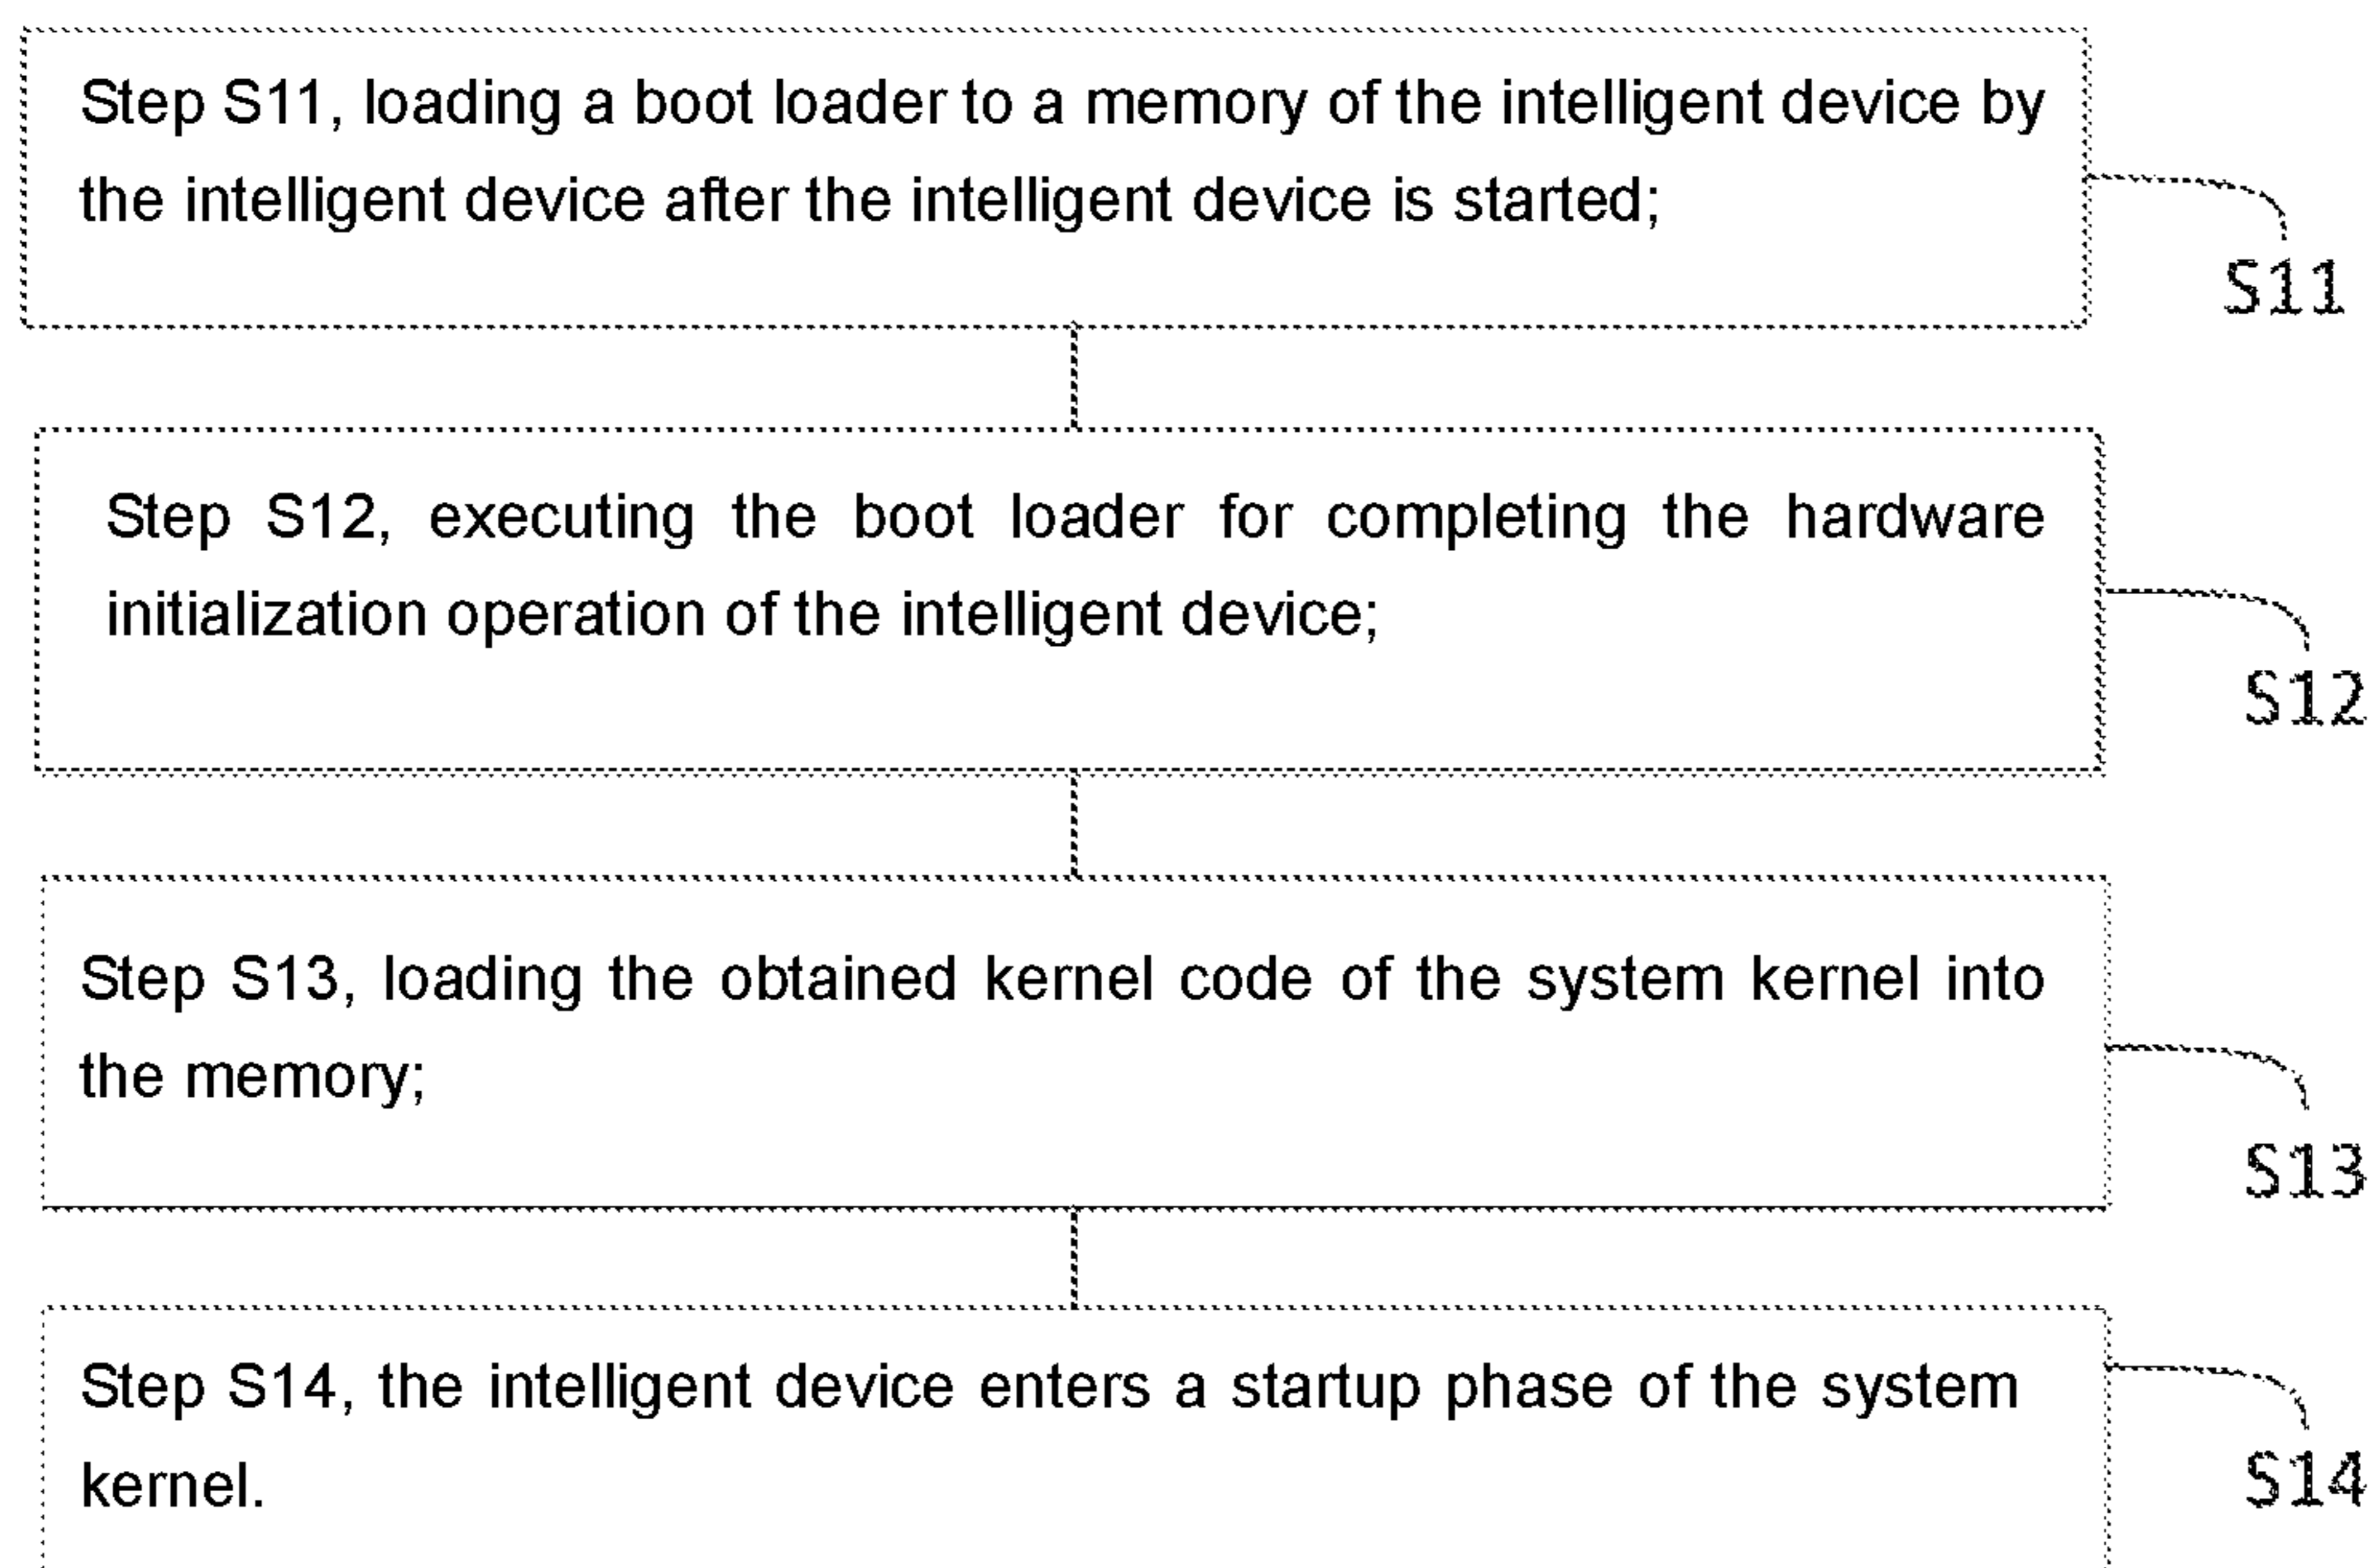 Step S11, loading a boot loader to a memory of the intelligent device by
the intelligent device after the intelligent device is started;
S11
Step S12, executing the boot loader for completing the hardware
initialization operation of the intelligent device;
S12
Step S13, loading the obtained kernel code of the system kernel into
the memory;
S13
Step S14, the intelligent device enters a startup phase of the system
kernel.
S14